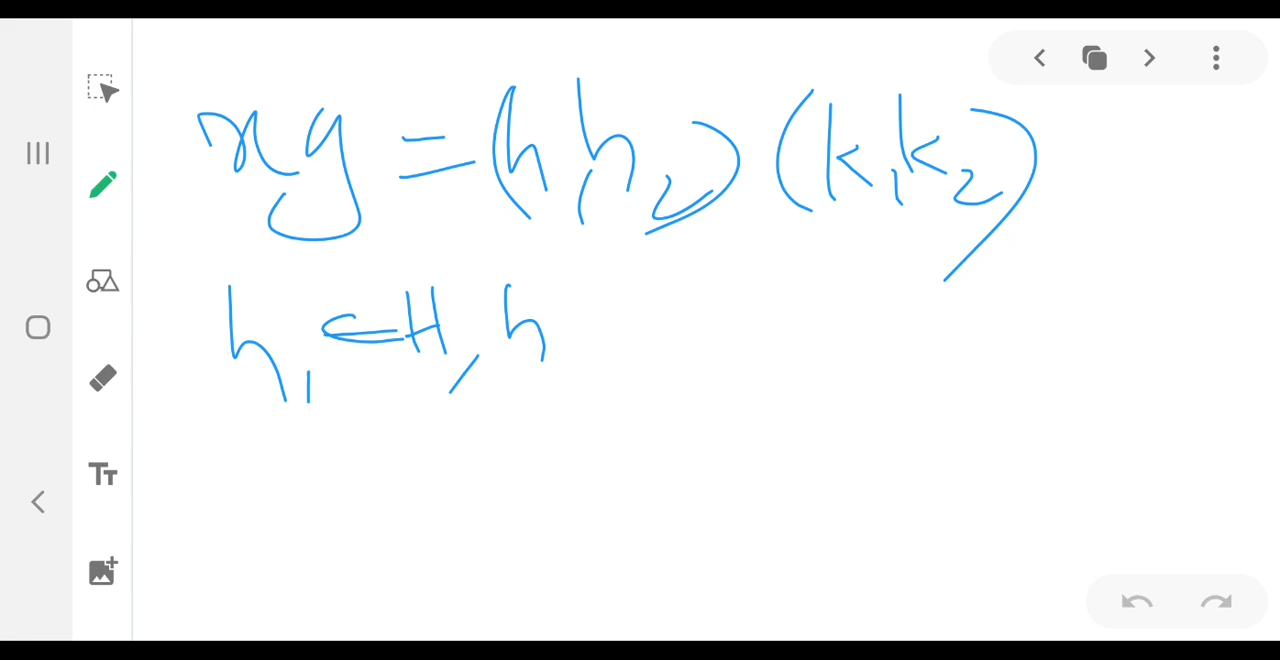 xy = (h₁h₂)(k₁k₂)
h₁ ∈ H, h